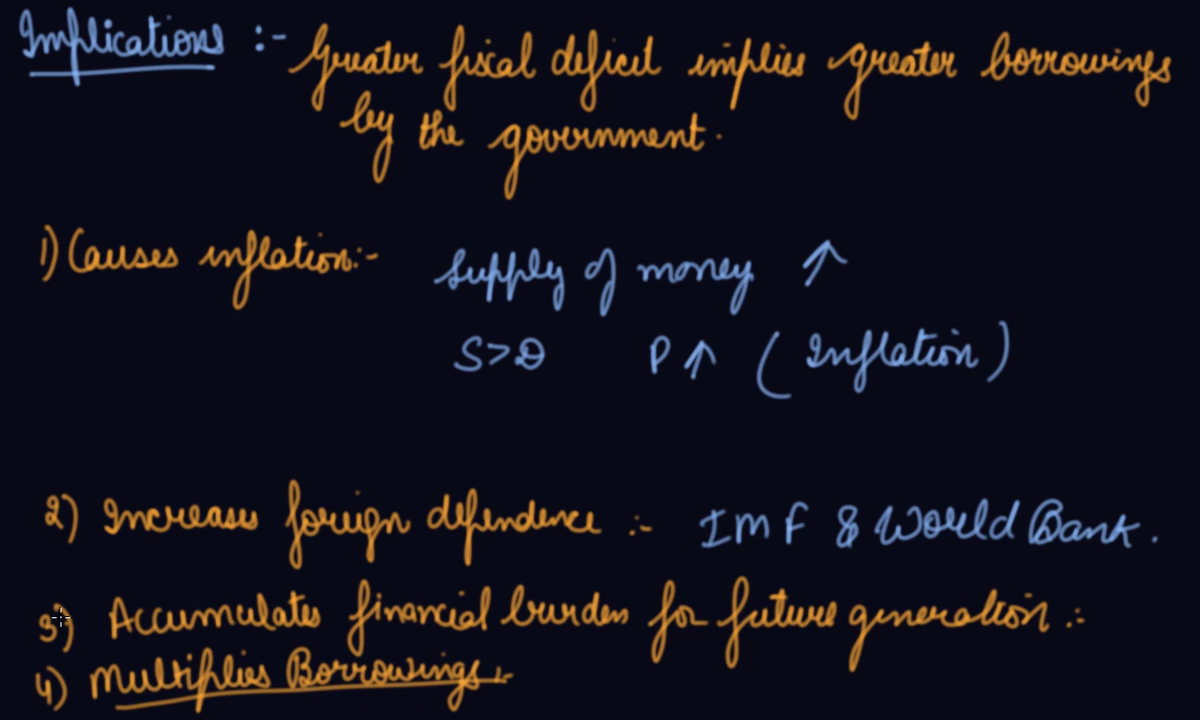 Implications :- Greater fiscal deficit implies greater borrowings
by the government.
1) Causes inflation:- Supply of money ↑
S>D P↑ (Inflation)
2) Increases foreign dependence :- IMF & World Bank.
3) Accumulates financial burden for future generation :-
4) Multiplies Borrowings:-